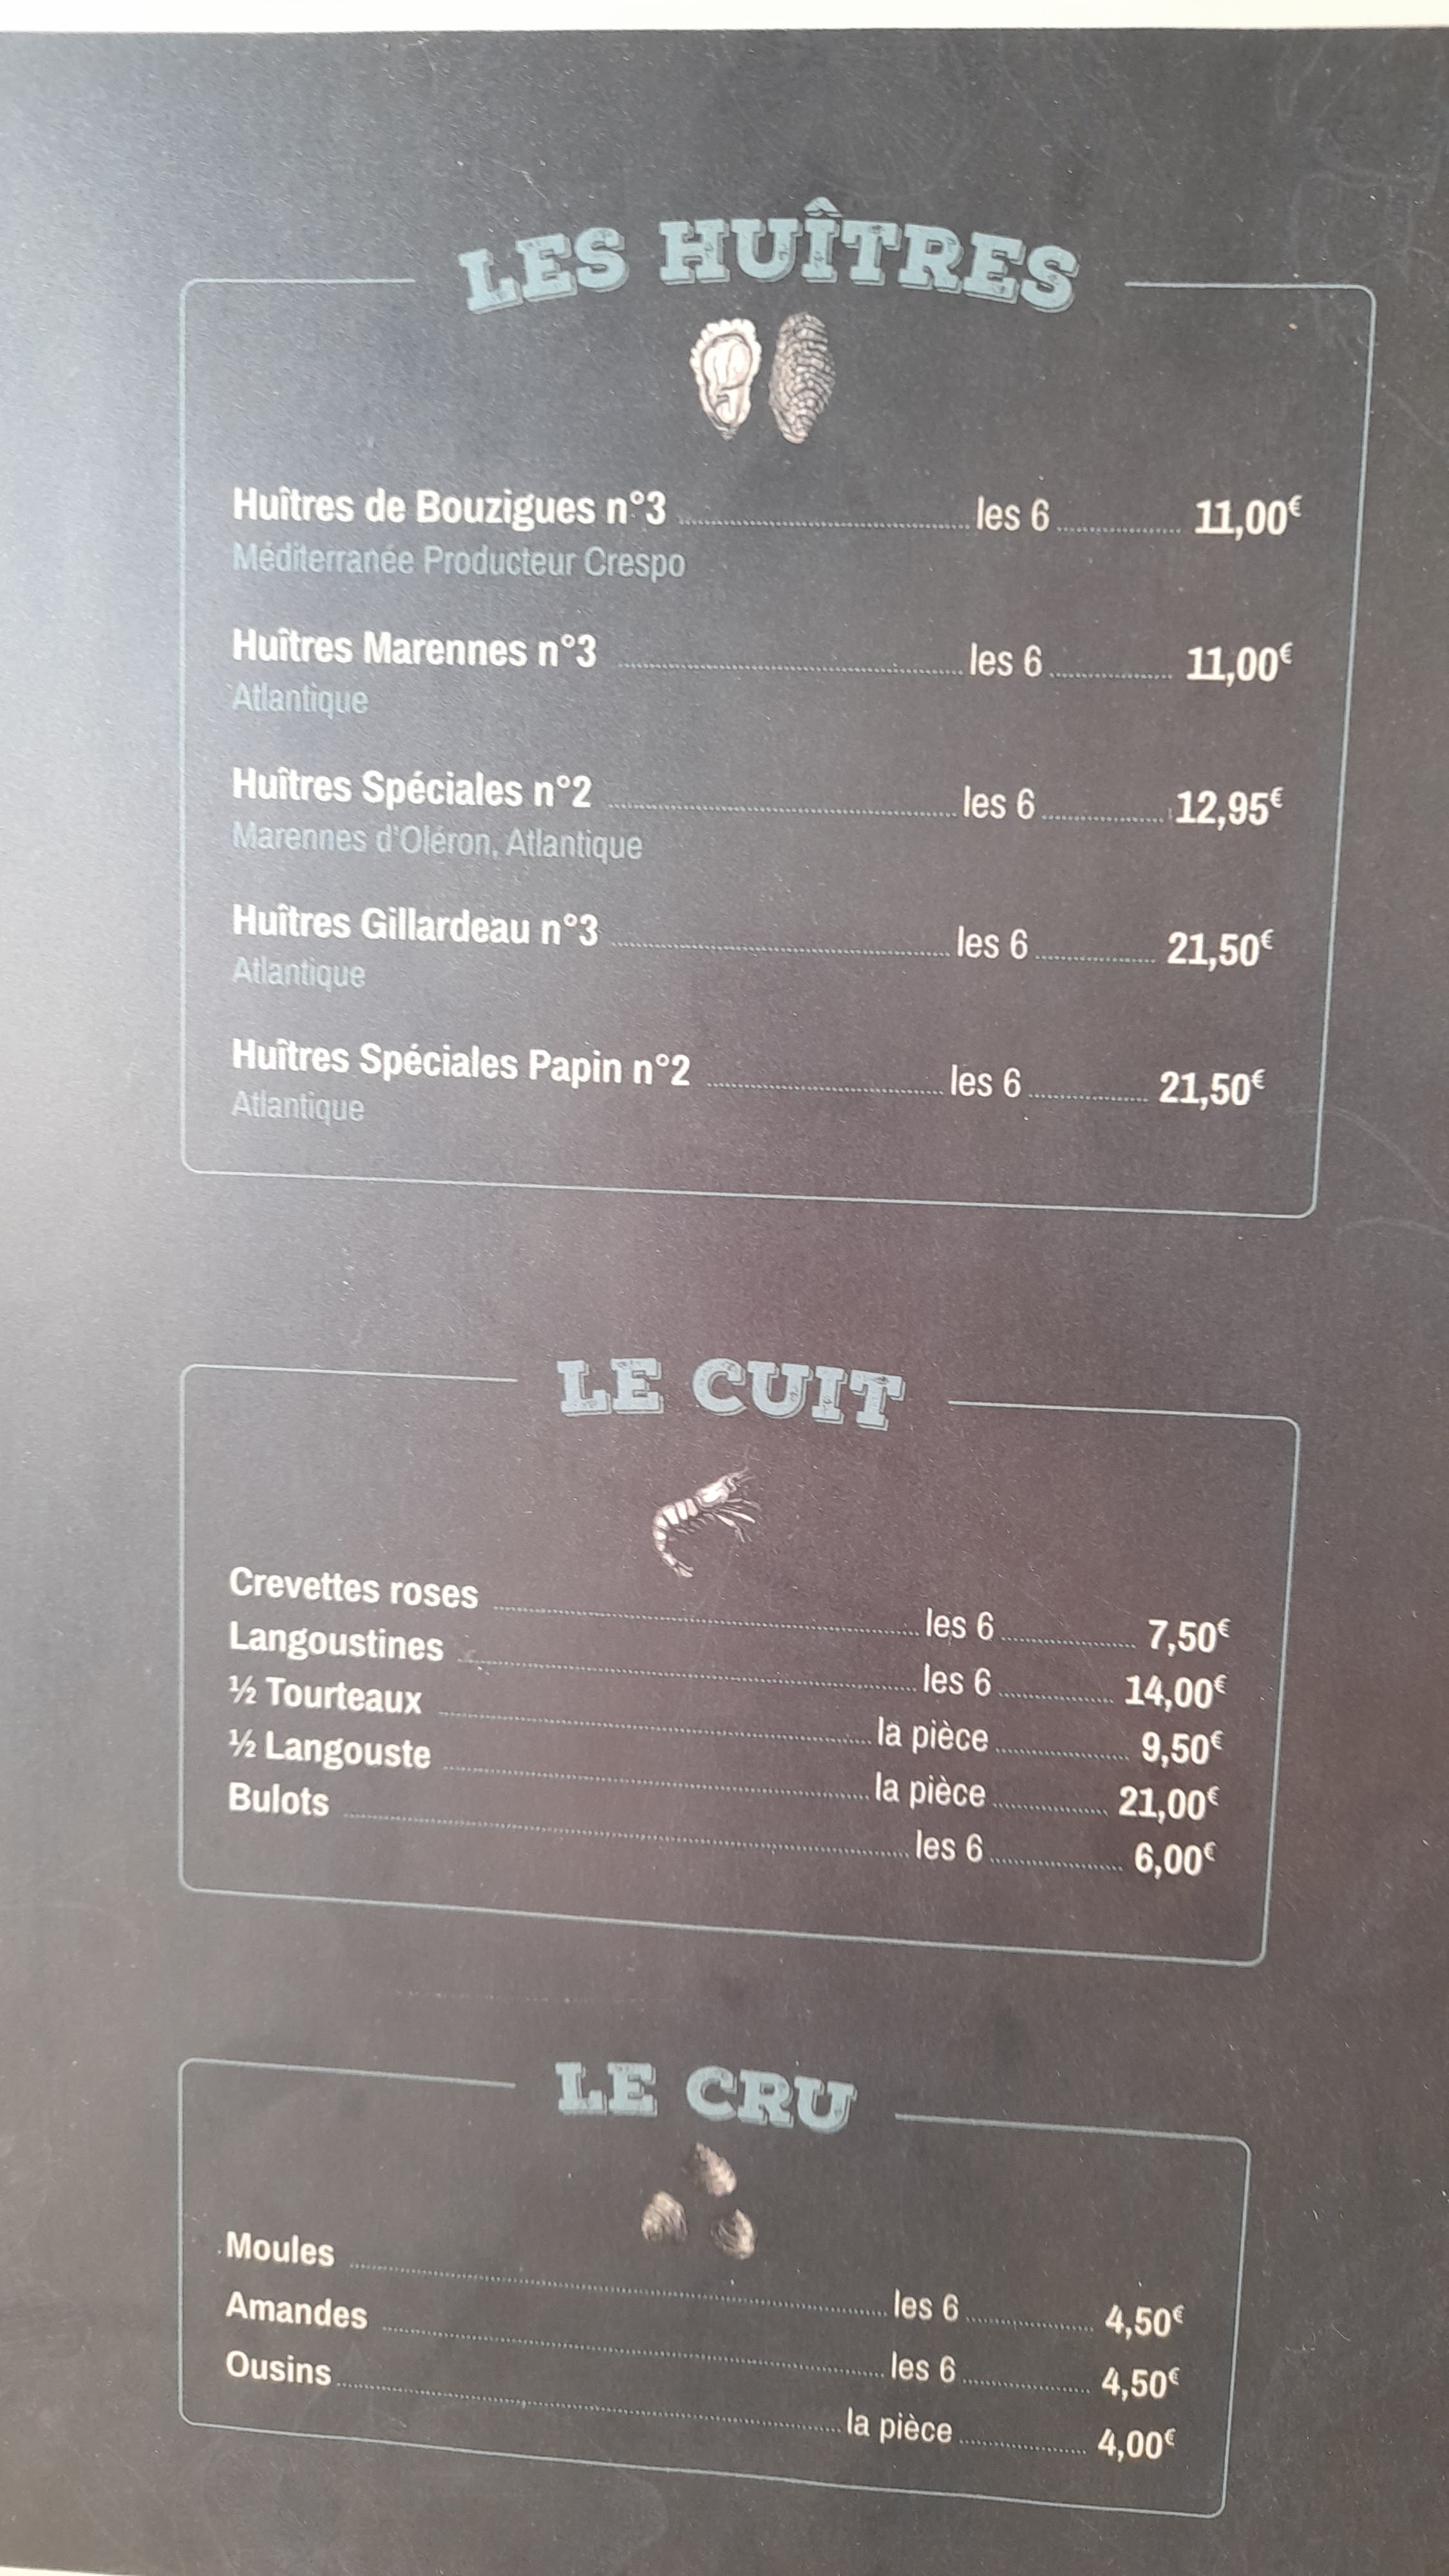 LES HUÎTRES
Huîtres de Bouzigues n°3 les 6 11,00€
Méditerranée Producteur Crespo
Huîtres Marennes n°3 les 6 11,00€
Atlantique
Huîtres Spéciales n°2 les 6 12,95€
Marennes d'Oléron, Atlantique
Huîtres Gillardeau n°3 les 6 21,50€
Atlantique
Huîtres Spéciales Papin n°2 les 6 21,50€
Atlantique
LE CUIT
Crevettes roses les 6 7,50€
Langoustines les 6 14,00€
½ Tourteaux la pièce 9,50€
½ Langouste la pièce 21,00€
Bulots les 6 6,00€
LE CRU
Moules les 6 4,50€
Amandes les 6 4,50€
Ousins la pièce 4,00€